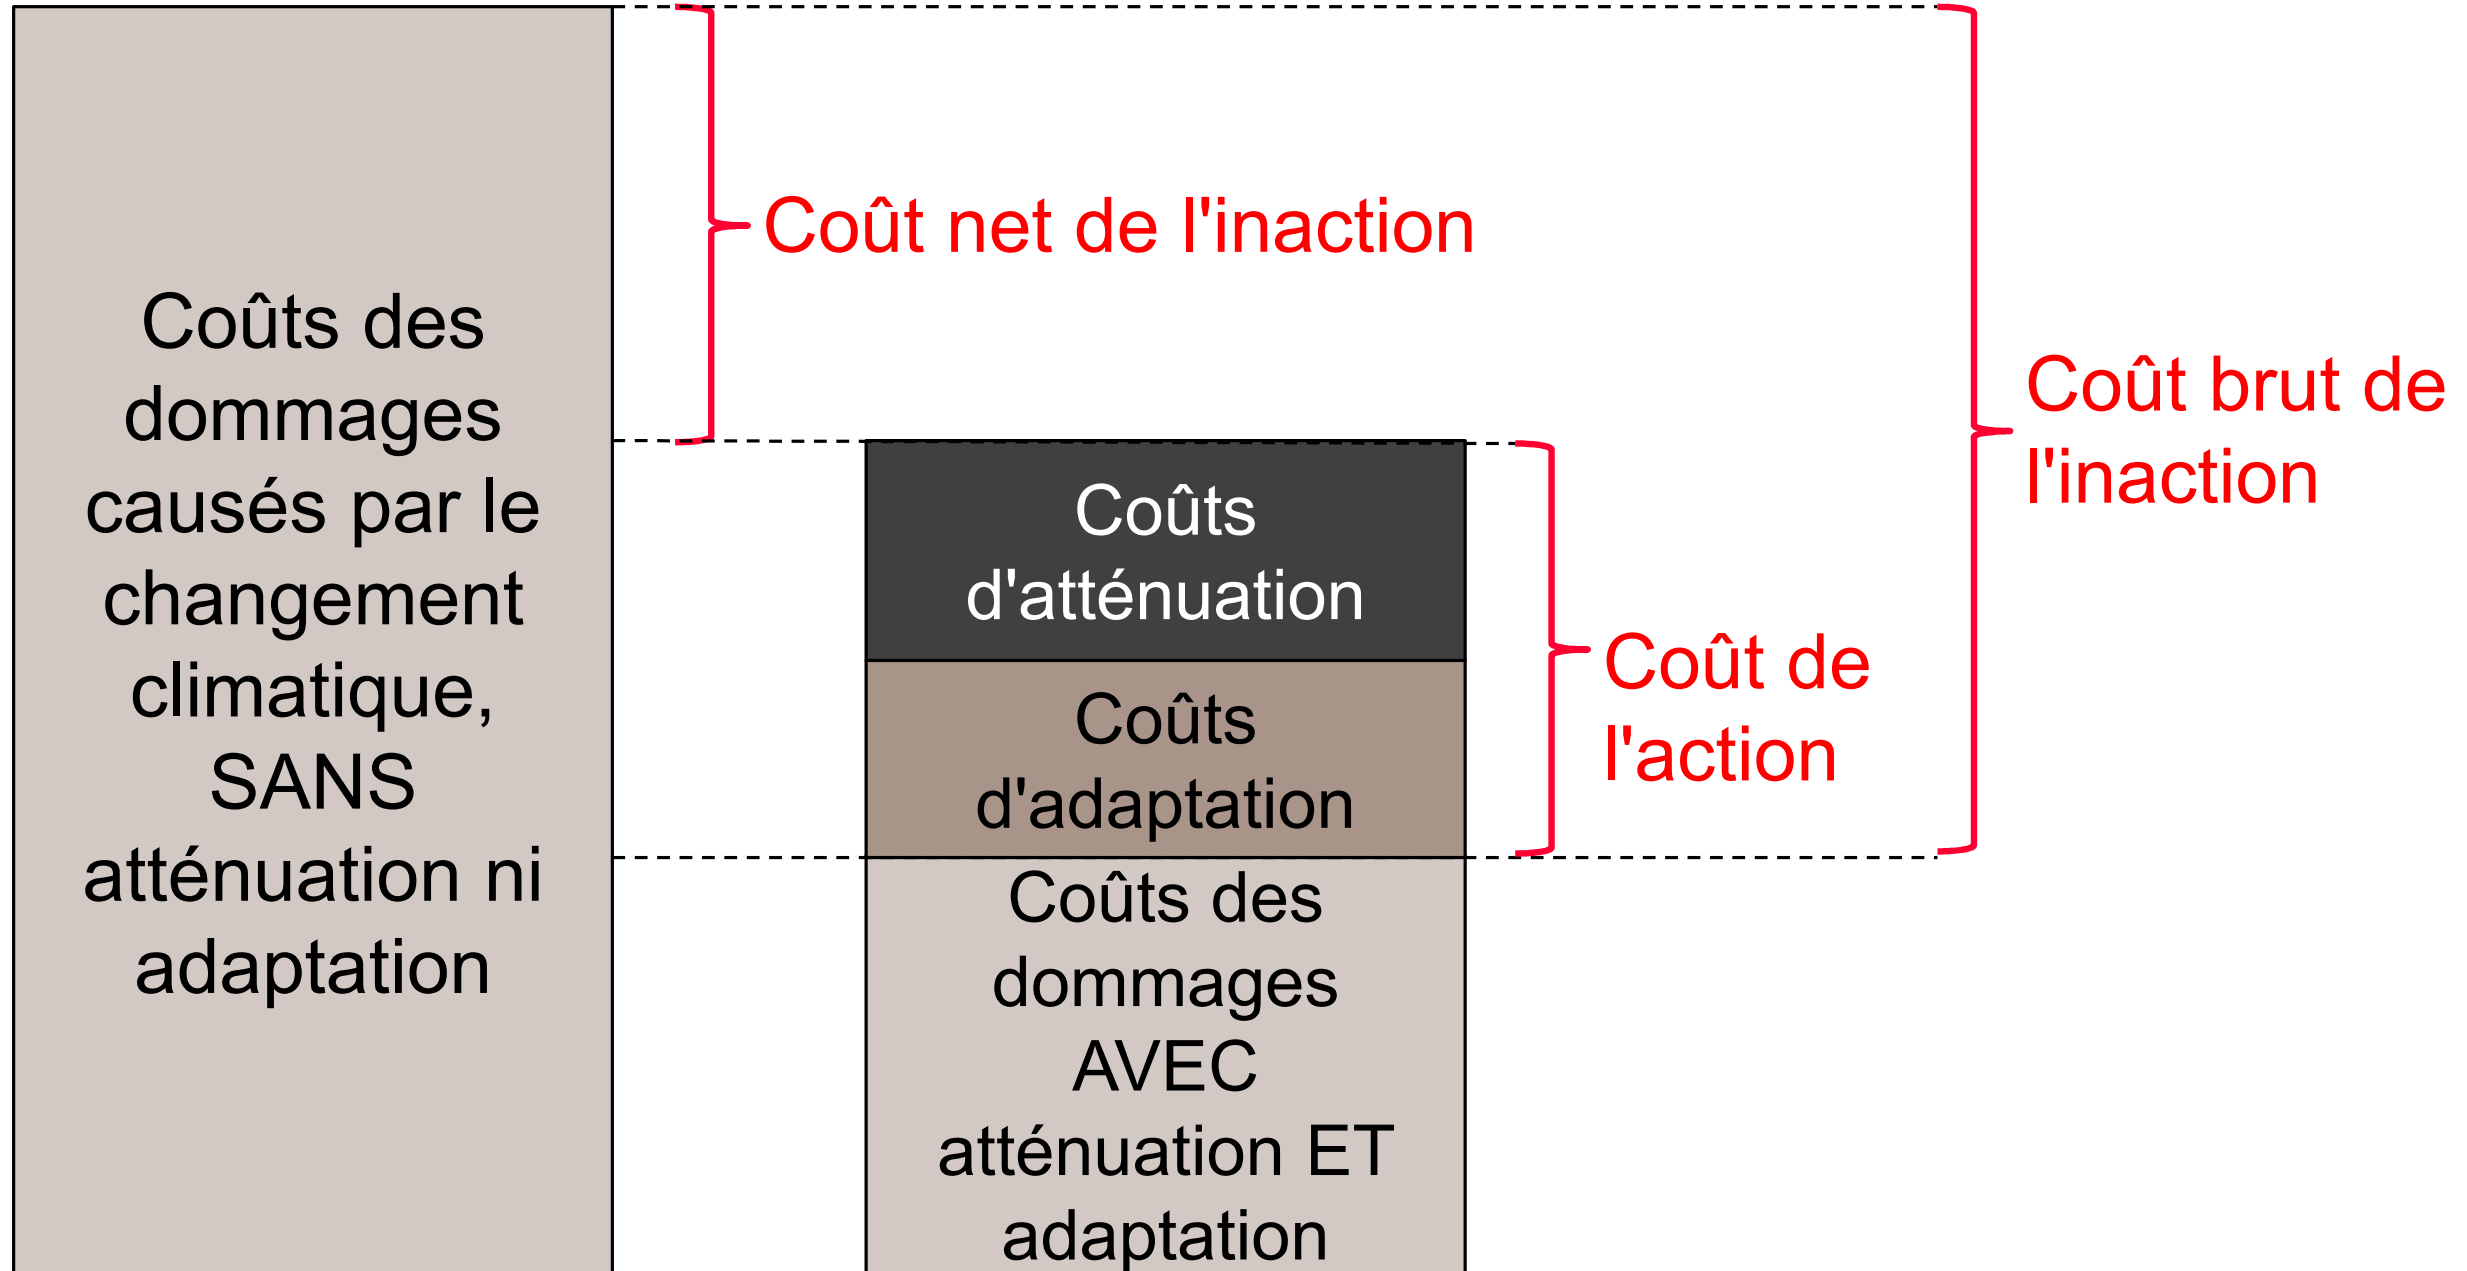 Coûts des
dommages
causés par le
changement
climatique,
SANS
atténuation ni
adaptation
Coût net de l'inaction
Coûts
d'atténuation
Coûts
d'adaptation
Coûts des
dommages
AVEC
atténuation ET
adaptation
Coût de
l'action
Coût brut de
l'inaction